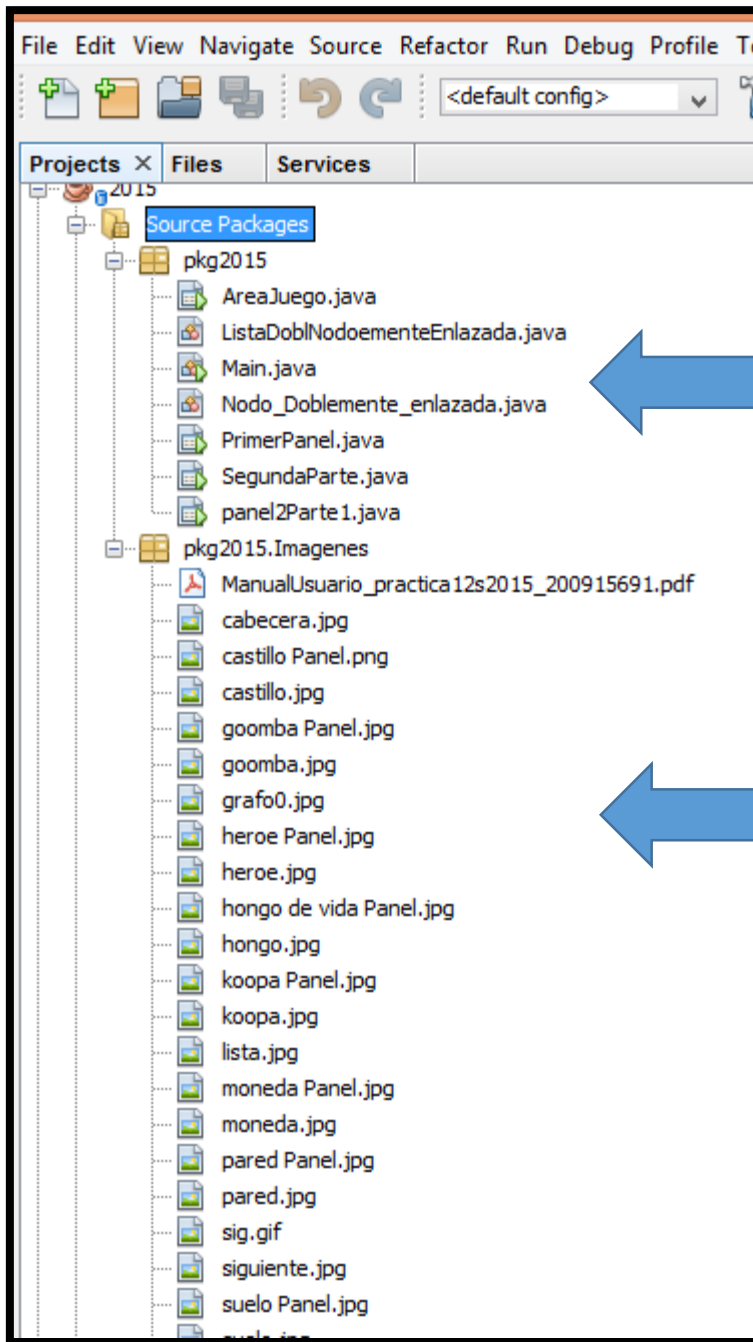 File Edit View Navigate Source Refactor Run Debug Profile
<default config>
Projects × Files Services
2015
Source Packages
pkg2015
AreaJuego.java
ListaDoblNodoementeEnlazada.java
Main.java
Nodo_Doblemente_enlazada.java
PrimerPanel.java
SegundaParte.java
panel2Parte1.java
pkg2015.Imagenes
ManualUsuario_practica12s2015_200915691.pdf
cabecera.jpg
castillo Panel.png
castillo.jpg
goomba Panel.jpg
goomba.jpg
grafo0.jpg
heroe Panel.jpg
heroe.jpg
hongo de vida Panel.jpg
hongo.jpg
koopa Panel.jpg
koopa.jpg
lista.jpg
moneda Panel.jpg
moneda.jpg
pared Panel.jpg
pared.jpg
sig.gif
siguiente.jpg
suelo Panel.jpg